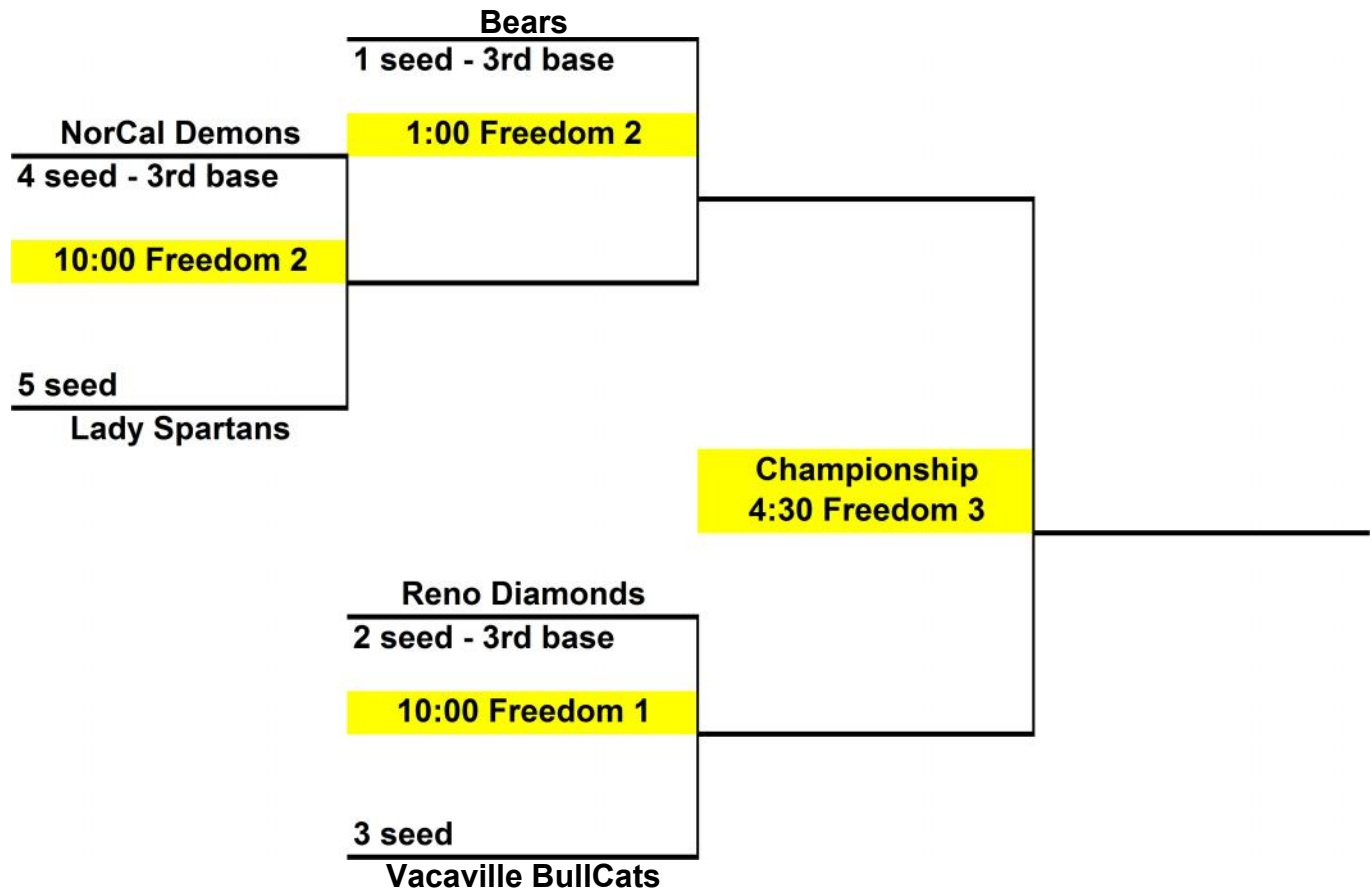 Bears
1 seed - 3rd base
NorCal Demons
1:00 Freedom 2
4 seed - 3rd base
10:00 Freedom 2
5 seed
Lady Spartans
Championship
4:30 Freedom 3
Reno Diamonds
2 seed - 3rd base
10:00 Freedom 1
3 seed
Vacaville BullCats